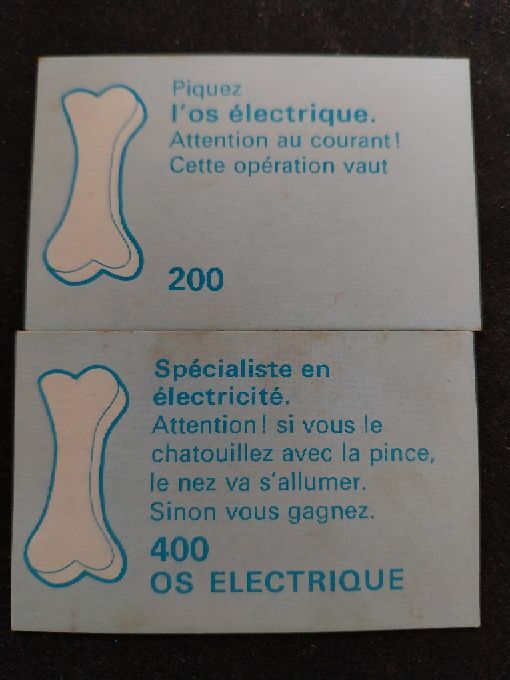 Piquez
l'os électrique.
Attention au courant!
Cette opération vaut
200
Spécialiste en
électricité.
Attention! si vous le
chatouillez avec la pince,
le nez va s'allumer.
Sinon vous gagnez.
400
OS ELECTRIQUE